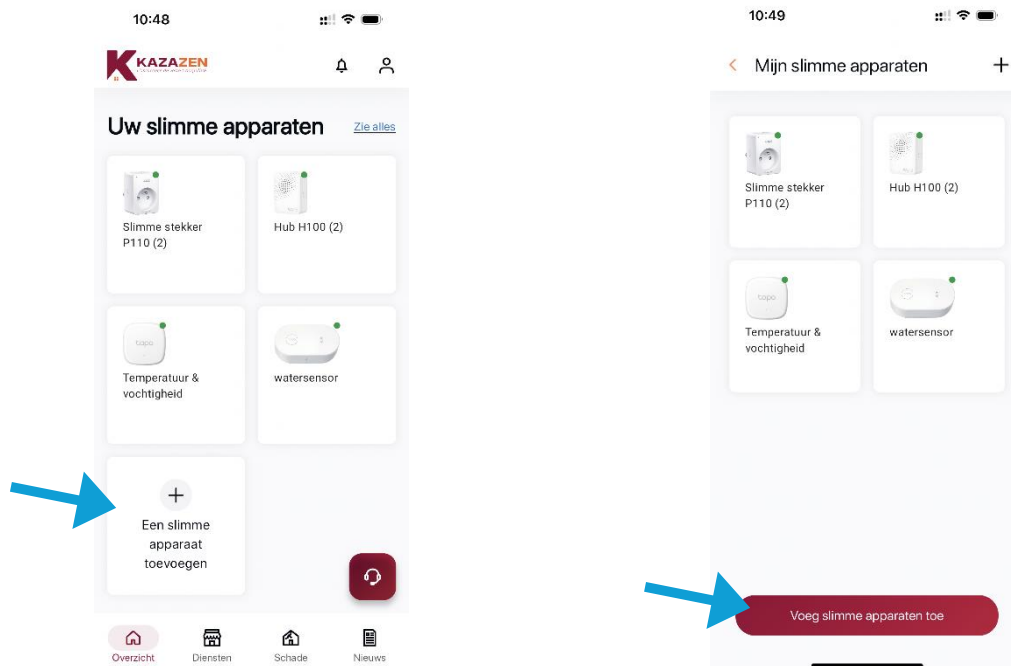 10:48
KAZAZEN
Uw slimme apparaten
Zie alles
Slimme stekker
P110 (2)
Hub H100 (2)
tapo
Temperatuur &
vochtigheid
watersensor
Een slimme
apparaat
toevoegen
Overzicht
Diensten
Schade
Nieuws
10:49
Mijn slimme apparaten
Slimme stekker
P110 (2)
Hub H100 (2)
tapo
Temperatuur &
vochtigheid
watersensor
Voeg slimme apparaten toe